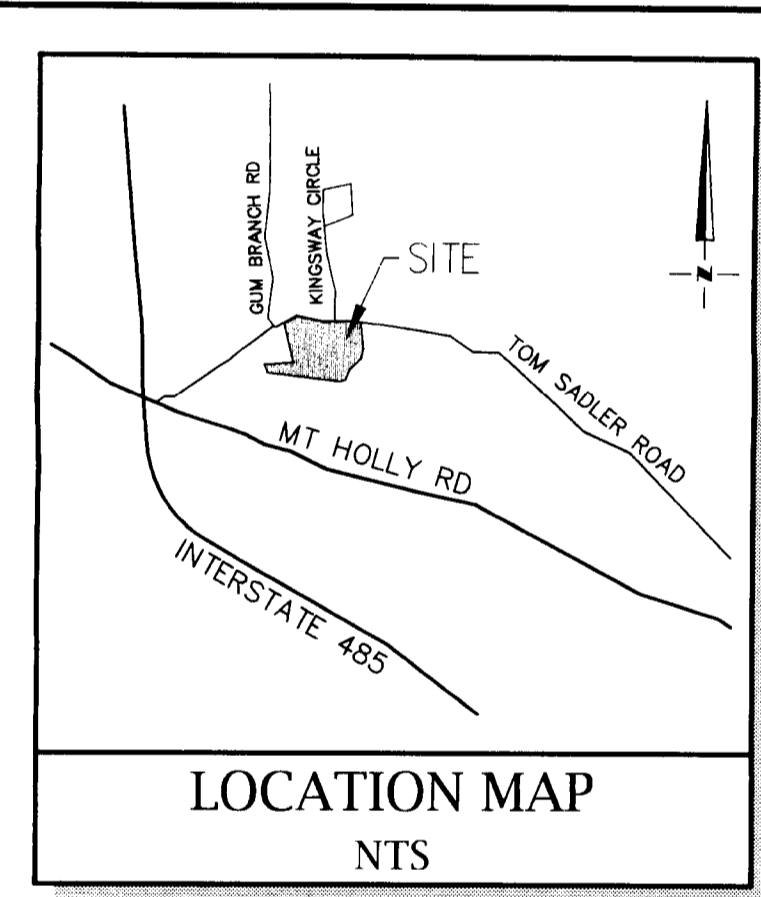 GUM BRANCH RD
KINGSWAY CIRCLE
SITE
N
TOM SADLER ROAD
MT HOLLY RD
INTERSTATE 485
LOCATION MAP
NTS